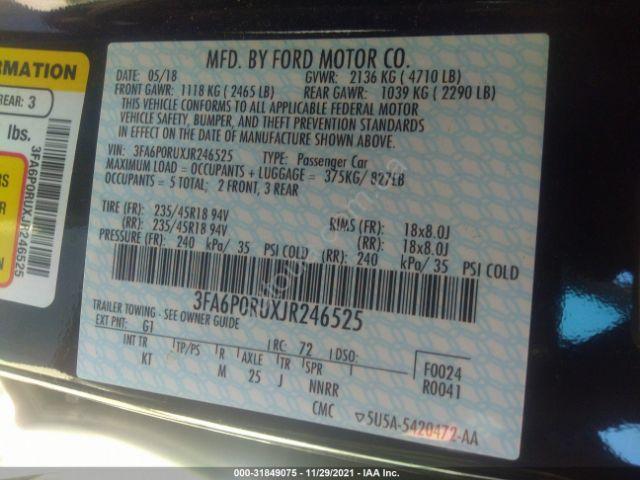 MFD. BY FORD MOTOR CO.
DATE: 05/18 GVWR: 2136 KG ( 4710 LB)
FRONT GAWR: 1118 KG ( 2465 LB) REAR GAWR: 1039 KG ( 2290 LB)
THIS VEHICLE CONFORMS TO ALL APPLICABLE FEDERAL MOTOR
VEHICLE SAFETY, BUMPER, AND THEFT PREVENTION STANDARDS
IN EFFECT ON THE DATE OF MANUFACTURE SHOWN ABOVE.
VIN: 3FA6P0RUXJR246525 TYPE: Passenger Car
MAXIMUM LOAD = OCCUPANTS + LUGGAGE = 375KG/ 827LB
OCCUPANTS = 5 TOTAL; 2 FRONT, 3 REAR
TIRE (FR): 235/45R18 94V RIMS (FR): 18x8.0J
(RR): 235/45R18 94V (RR): 18x8.0J
PRESSURE (FR): 240 kPa/ 35 PSI COLD (RR): 240 kPa/ 35 PSI COLD
3FA6P0RUXJR246525
TRAILER TOWING - SEE OWNER GUIDE
EXT PNT: G1 RC: 72 DSO: F0024
INT TR TP/PS R AXLE TR SPR R0041
KT M 25 J NNRR
CMC 5U5A-5420472-AA
ORMATION
REAR: 3
lbs.
3FA6P0RUXJR246525
000-31849075 - 11/29/2021 - IAA Inc.